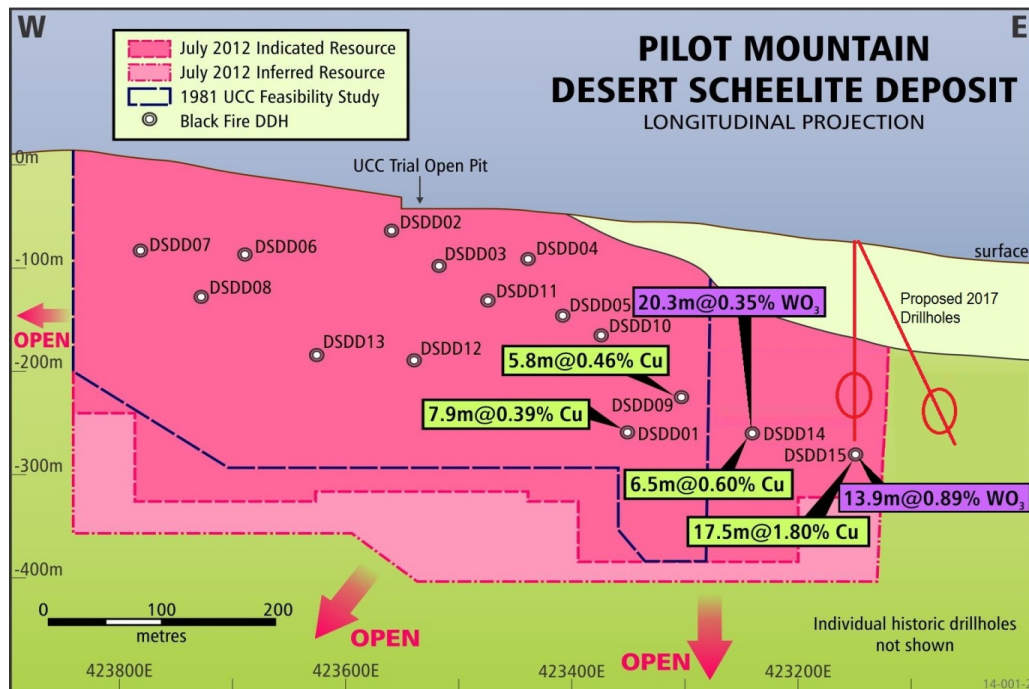 W
E
July 2012 Indicated Resource
July 2012 Inferred Resource
1981 UCC Feasibility Study
Black Fire DDH
PILOT MOUNTAIN
DESERT SCHEELITE DEPOSIT
LONGITUDINAL PROJECTION
0m
UCC Trial Open Pit
DSDD02
DSDD07
DSDD06
DSDD03
DSDD04
surface
-100m
DSDD08
DSDD11
DSDD05
20.3m@0.35% WO₃
Proposed 2017
Drillholes
OPEN
DSDD10
DSDD13
DSDD12
5.8m@0.46% Cu
-200m
DSDD09
7.9m@0.39% Cu
DSDD01
DSDD14
DSDD15
-300m
6.5m@0.60% Cu
13.9m@0.89% WO₃
17.5m@1.80% Cu
-400m
0 100 200
metres
OPEN
OPEN
Individual historic drillholes
not shown
423800E 423600E 423400E 423200E